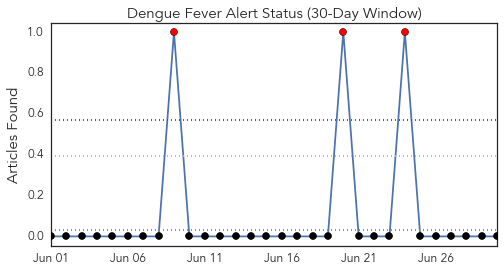 Dengue Fever Alert Status (30-Day Window)
Articles Found
1.0
0.8
0.6
0.4
0.2
0.0
Jun 01 Jun 06 Jun 11 Jun 16 Jun 21 Jun 26